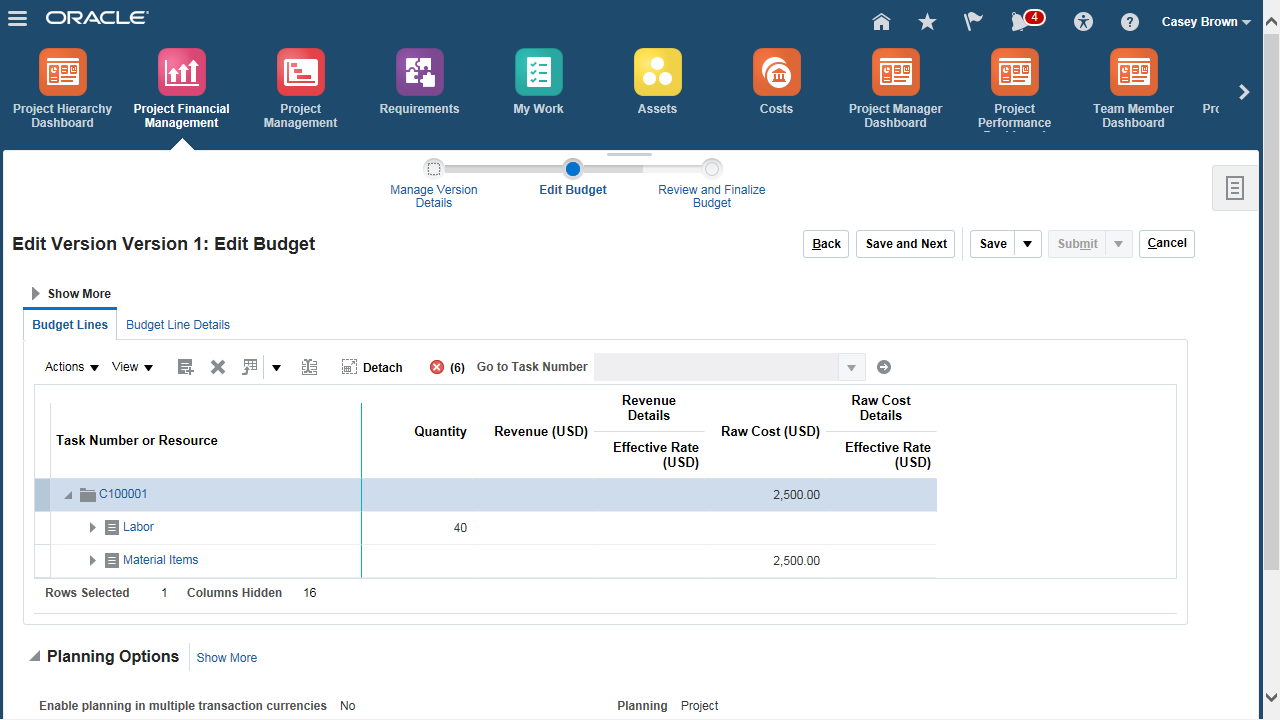 ORACLE
4
Casey Brown
Project Hierarchy
Dashboard
Project Financial
Management
Project
Management
Requirements
My Work
Assets
Costs
Project Manager
Dashboard
Project
Performance
Team Member
Dashboard
Manage Version
Details
Edit Budget
Review and Finalize
Budget
Edit Version Version 1: Edit Budget
Back
Save and Next
Save
Submit
Cancel
Show More
Budget Lines
Budget Line Details
Actions
View
Detach
(6)
Go to Task Number
Task Number or Resource
Quantity
Revenue (USD)
Revenue
Details
Effective Rate
(USD)
Raw Cost (USD)
Raw Cost
Details
Effective Rate
(USD)
C100001
2,500.00
Labor
40
Material Items
2,500.00
Rows Selected 1
Columns Hidden 16
Planning Options
Show More
Enable planning in multiple transaction currencies No
Planning Project